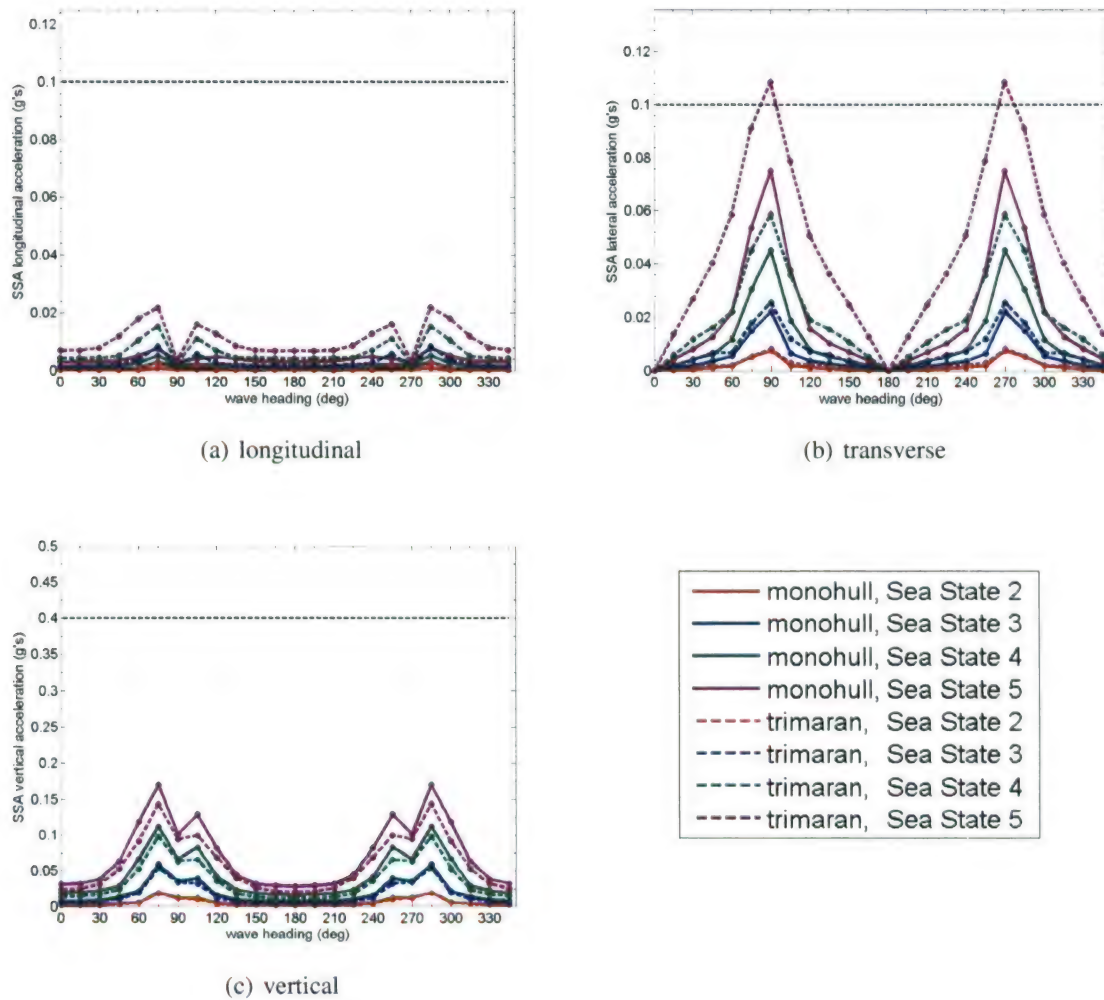 0.12
0.1
0.08
0.06
0.04
0.02
0
SSA longitudinal acceleration (g's)
0 30 60 90 120 150 180 210 240 270 300 330
wave heading (deg)
(a) longitudinal
0.12
0.1
0.08
0.06
0.04
0.02
0
SSA lateral acceleration (g's)
0 30 60 90 120 150 180 210 240 270 300 330
wave heading (deg)
(b) transverse
0.5
0.45
0.4
0.35
0.3
0.25
0.2
0.15
0.1
0.05
0
SSA vertical acceleration (g's)
0 30 60 90 120 150 180 210 240 270 300 330
wave heading (deg)
(c) vertical
monohull, Sea State 2
monohull, Sea State 3
monohull, Sea State 4
monohull, Sea State 5
trimaran, Sea State 2
trimaran, Sea State 3
trimaran, Sea State 4
trimaran, Sea State 5